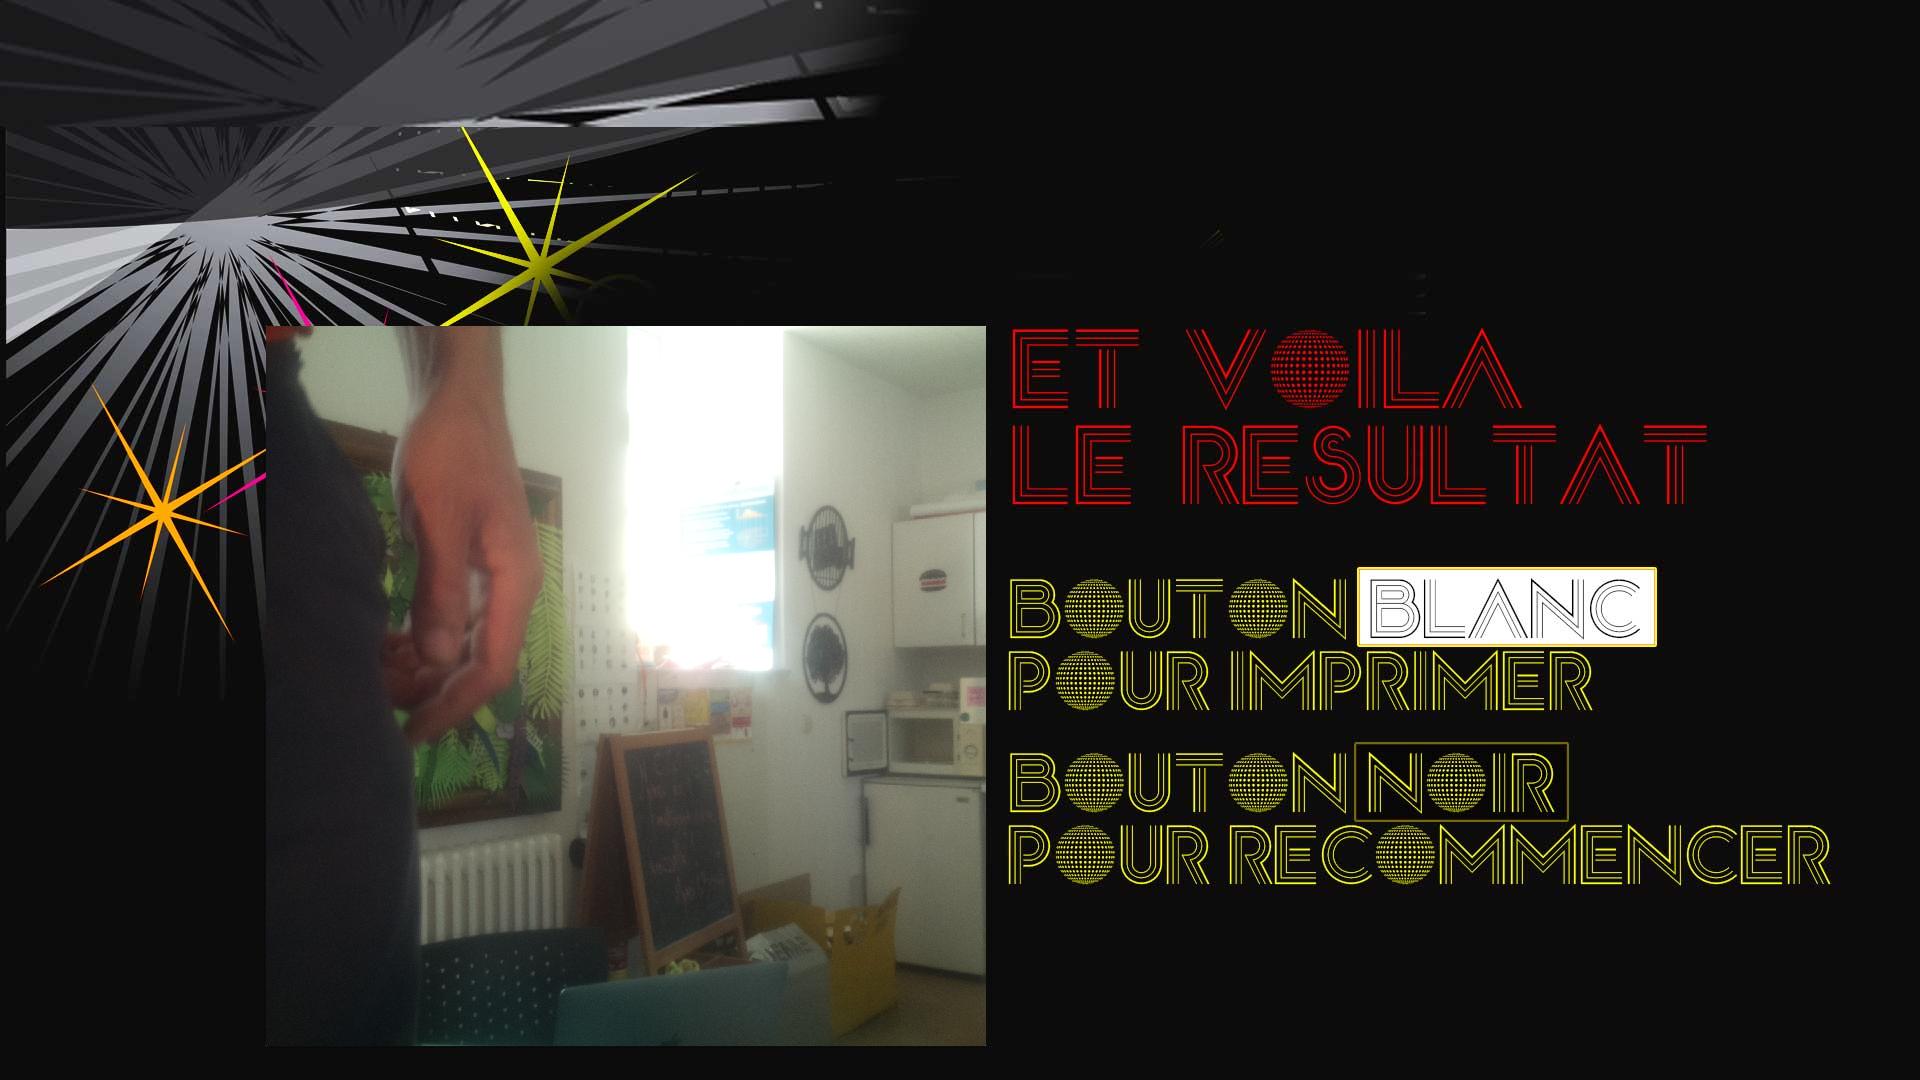 ET VOILA
LE RESULTAT
BOUTON BLANC
POUR IMPRIMER
BOUTON NOIR
POUR RECOMMENCER